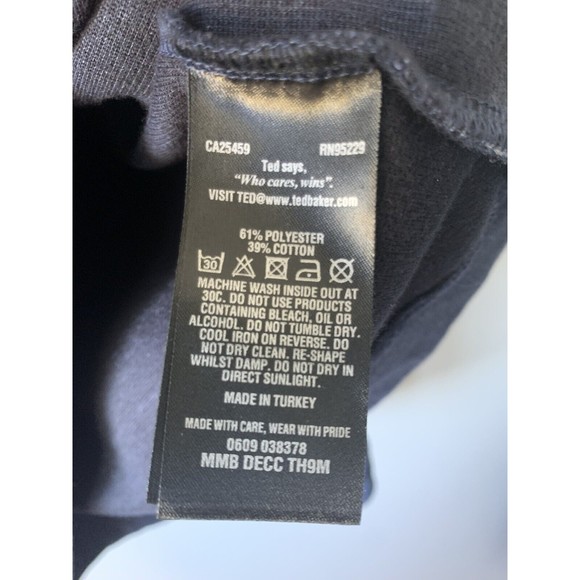 CA25459 RN95229
Ted says,
"Who cares, wins".
VISIT TED@www.tedbaker.com
61% POLYESTER
39% COTTON
30
MACHINE WASH INSIDE OUT AT
30C. DO NOT USE PRODUCTS
CONTAINING BLEACH, OIL OR
ALCOHOL. DO NOT TUMBLE DRY.
COOL IRON ON REVERSE. DO
NOT DRY CLEAN. RE-SHAPE
WHILST DAMP. DO NOT DRY IN
DIRECT SUNLIGHT.
MADE IN TURKEY
MADE WITH CARE, WEAR WITH PRIDE
0609 038378
MMB DECC TH9M